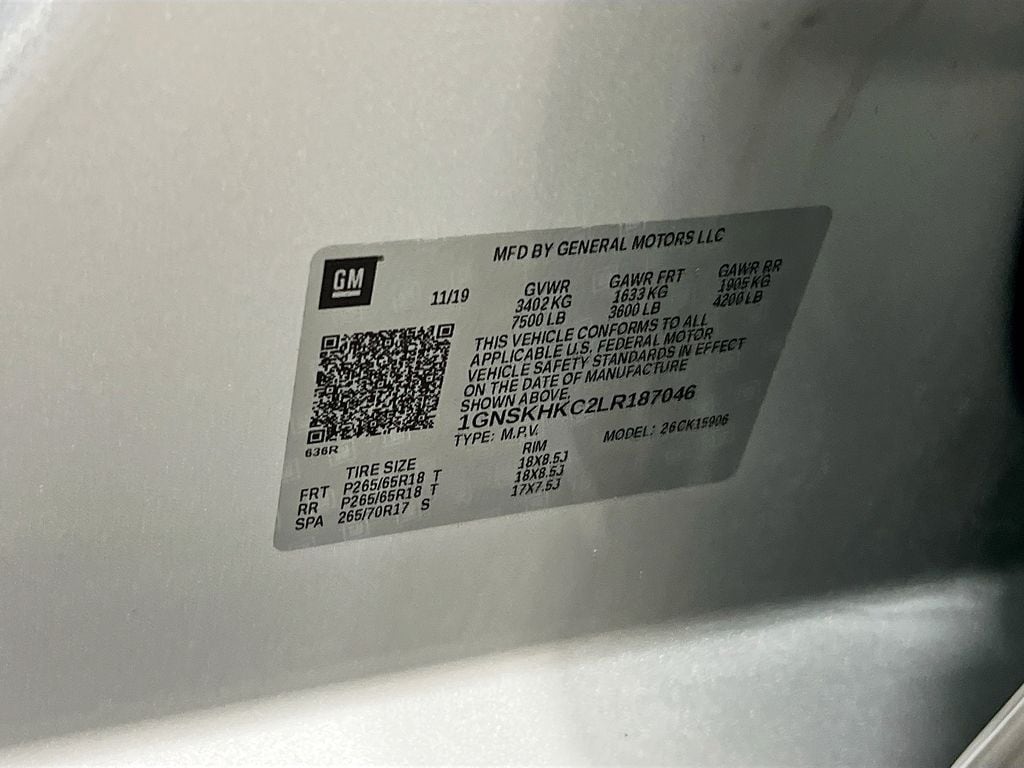 GM
MFD BY GENERAL MOTORS LLC
11/19
GVWR GAWR FRT GAWR RR
3402 KG 1633 KG 1905 KG
7500 LB 3600 LB 4200 LB
THIS VEHICLE CONFORMS TO ALL
APPLICABLE U.S. FEDERAL MOTOR
VEHICLE SAFETY STANDARDS IN EFFECT
ON THE DATE OF MANUFACTURE
SHOWN ABOVE.
1GNSKHKC2LR187046
TYPE: M.P.V. MODEL: 26CK15906
636R
TIRE SIZE RIM
FRT P265/65R18 T 18X8.5J
RR P265/65R18 T 18X8.5J
SPA 265/70R17 S 17X7.5J